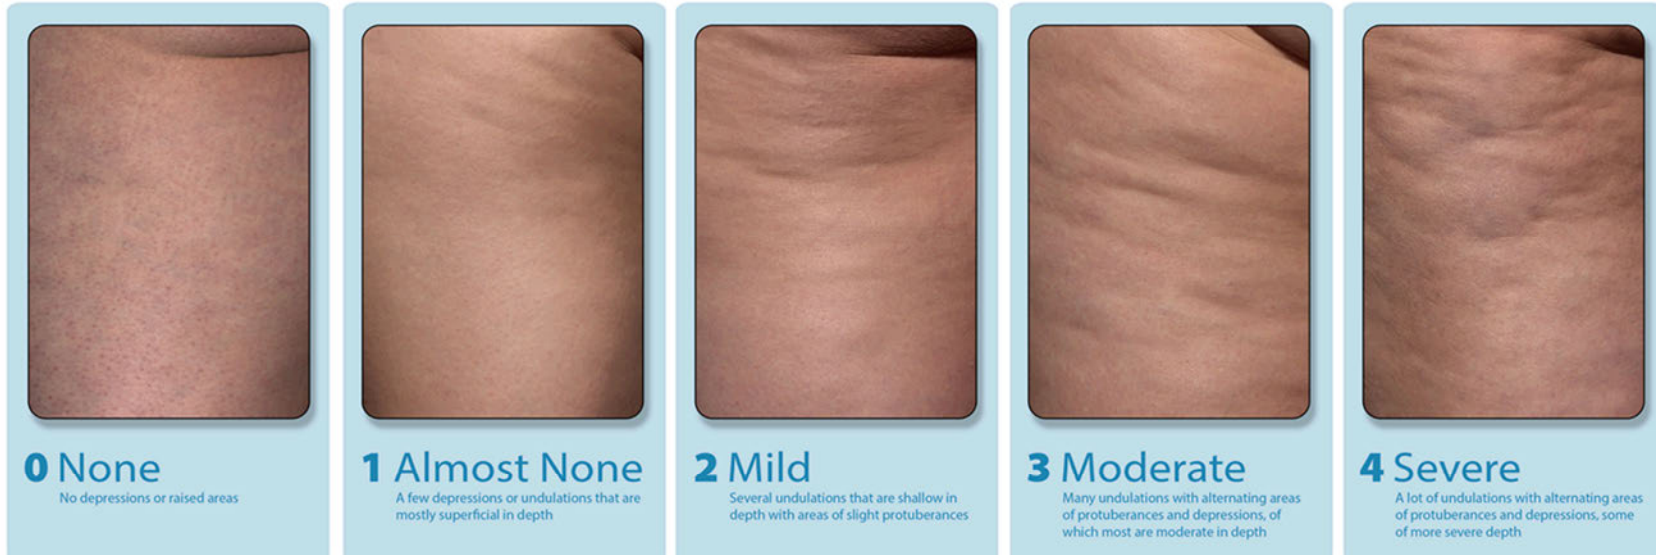 0 None
No depressions or raised areas
1 Almost None
A few depressions or undulations that are
mostly superficial in depth
2 Mild
Several undulations that are shallow in
depth with areas of slight protuberances
3 Moderate
Many undulations with alternating areas
of protuberances and depressions, of
which most are moderate in depth
4 Severe
A lot of undulations with alternating areas
of protuberances and depressions, some
of more severe depth